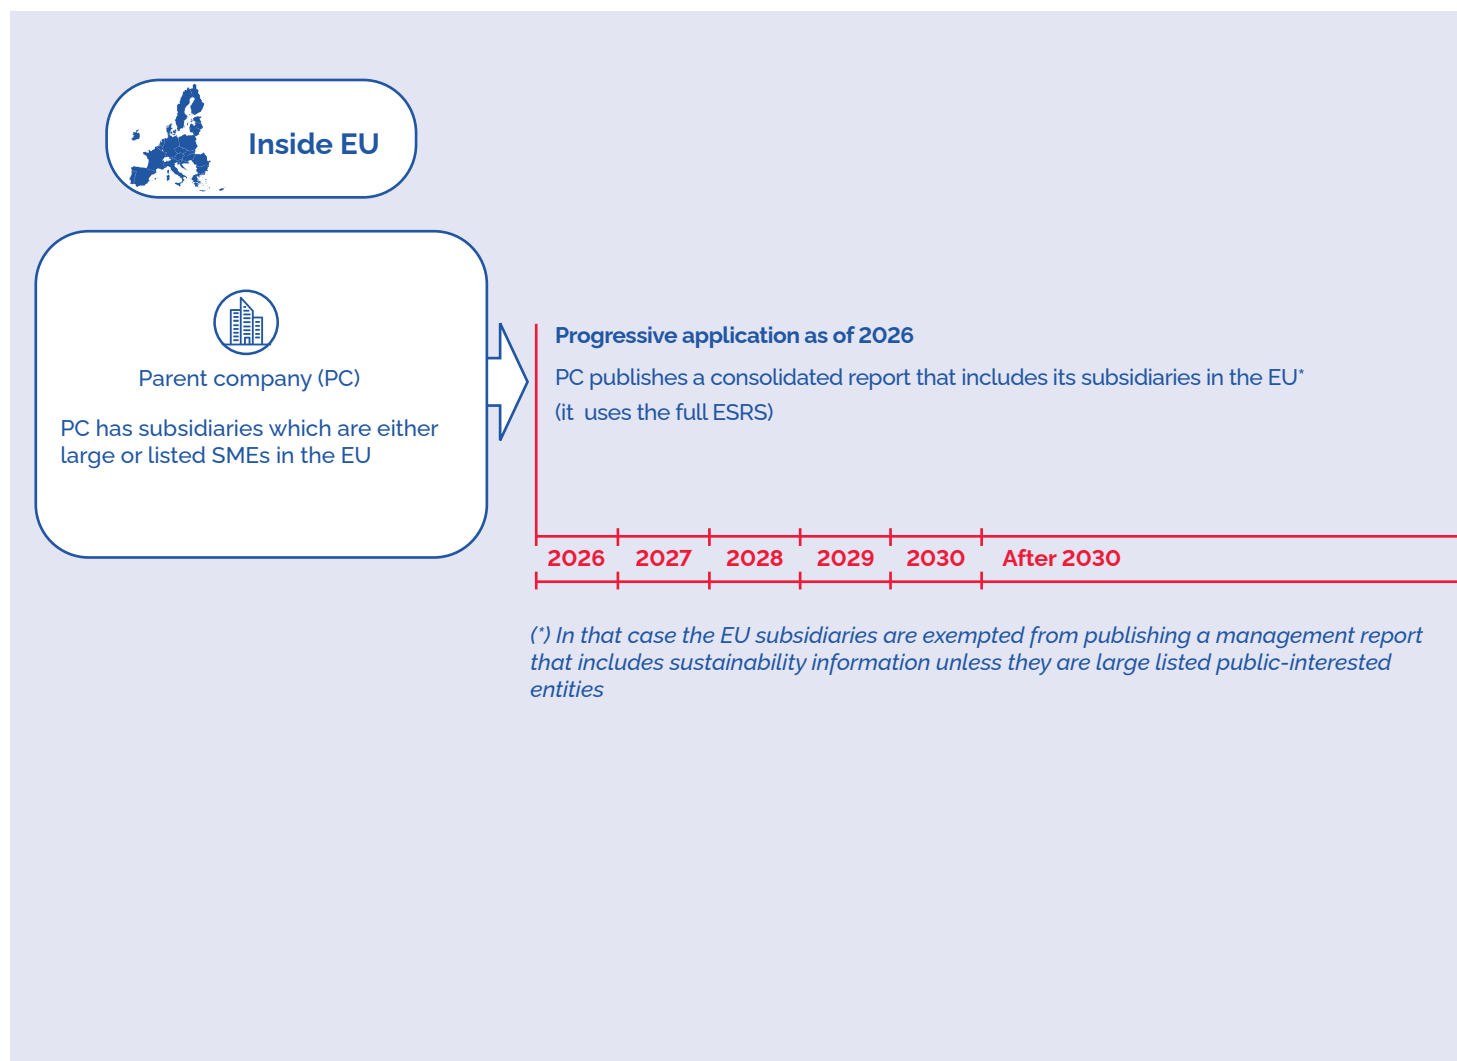 Inside EU
Parent company (PC)
PC has subsidiaries which are either
large or listed SMEs in the EU
Progressive application as of 2026
PC publishes a consolidated report that includes its subsidiaries in the EU*
(it  uses the full ESRS)
2026 2027 2028 2029 2030 After 2030
(*) In that case the EU subsidiaries are exempted from publishing a management report
that includes sustainability information unless they are large listed public-interested
entities